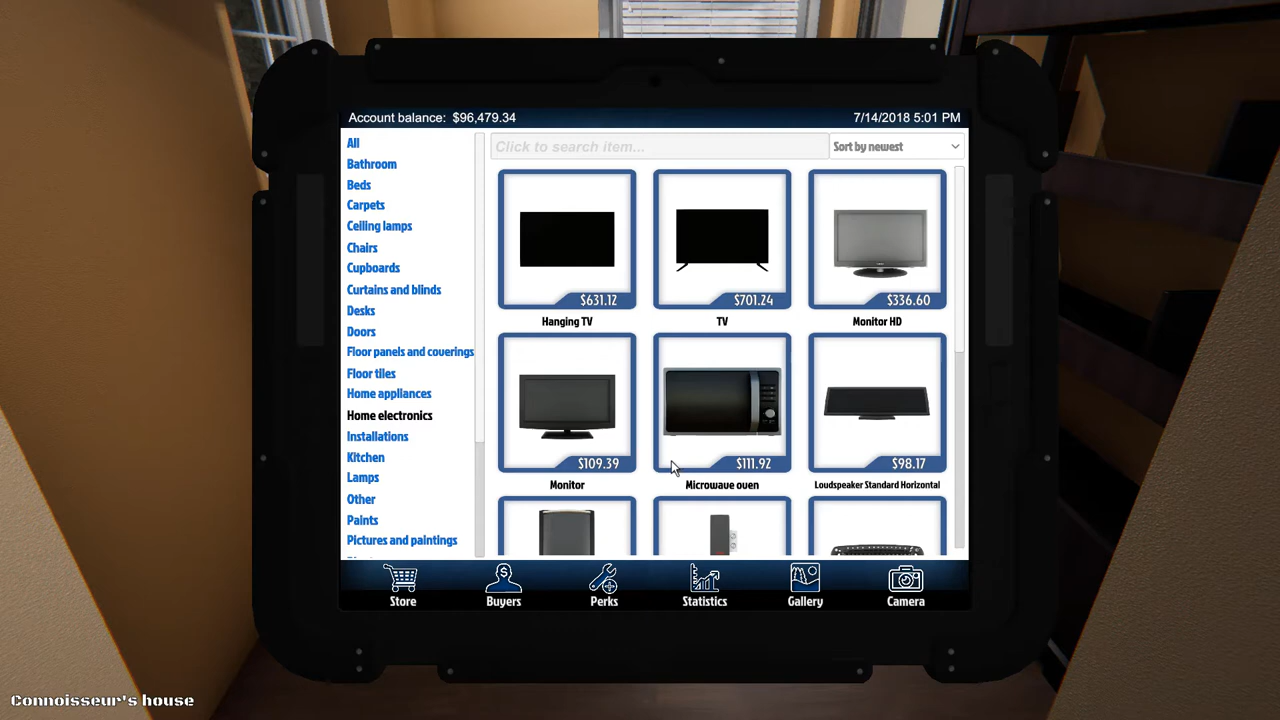 Account balance: $96,479.34
7/14/2018 5:01 PM
All
Bathroom
Beds
Carpets
Ceiling lamps
Chairs
Cupboards
Curtains and blinds
Desks
Doors
Floor panels and coverings
Floor tiles
Home appliances
Home electronics
Installations
Kitchen
Lamps
Other
Paints
Pictures and paintings
Click to search item...
Sort by newest
$631.12
$701.24
$336.60
Hanging TV
TV
Monitor HD
$109.39
$111.92
$98.17
Monitor
Microwave oven
Loudspeaker Standard Horizontal
Store
Buyers
Perks
Statistics
Gallery
Camera
Connoisseur's house